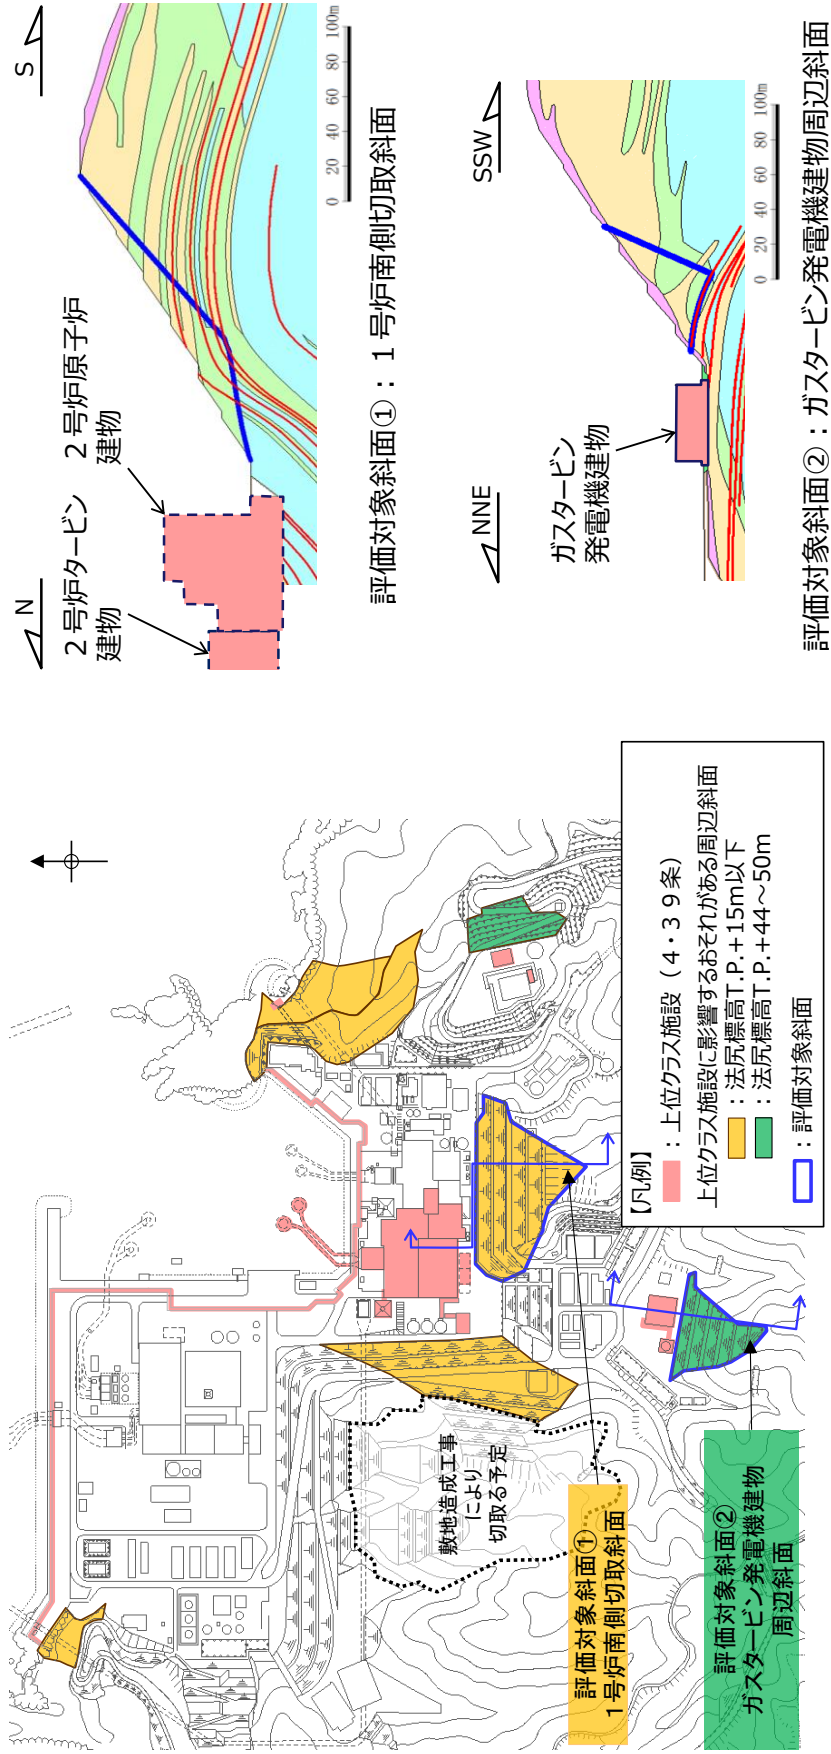 敷地造成工事
により
切取る予定
評価対象斜面①
１号炉南側切取斜面
評価対象斜面②
ガスタービン発電機建物
周辺斜面
【凡例】
：上位クラス施設（４・３９条）
上位クラス施設に影響するおそれがある周辺斜面
：法尻標高T.P.+15m以下
：法尻標高T.P.+44～50m
：評価対象斜面
N
S
２号炉タービン
建物
２号炉原子炉
建物
0 20 40 60 80 100m
評価対象斜面①：１号炉南側切取斜面
NNE
SSW
ガスタービン
発電機建物
0 20 40 60 80 100m
評価対象斜面②：ガスタービン発電機建物周辺斜面